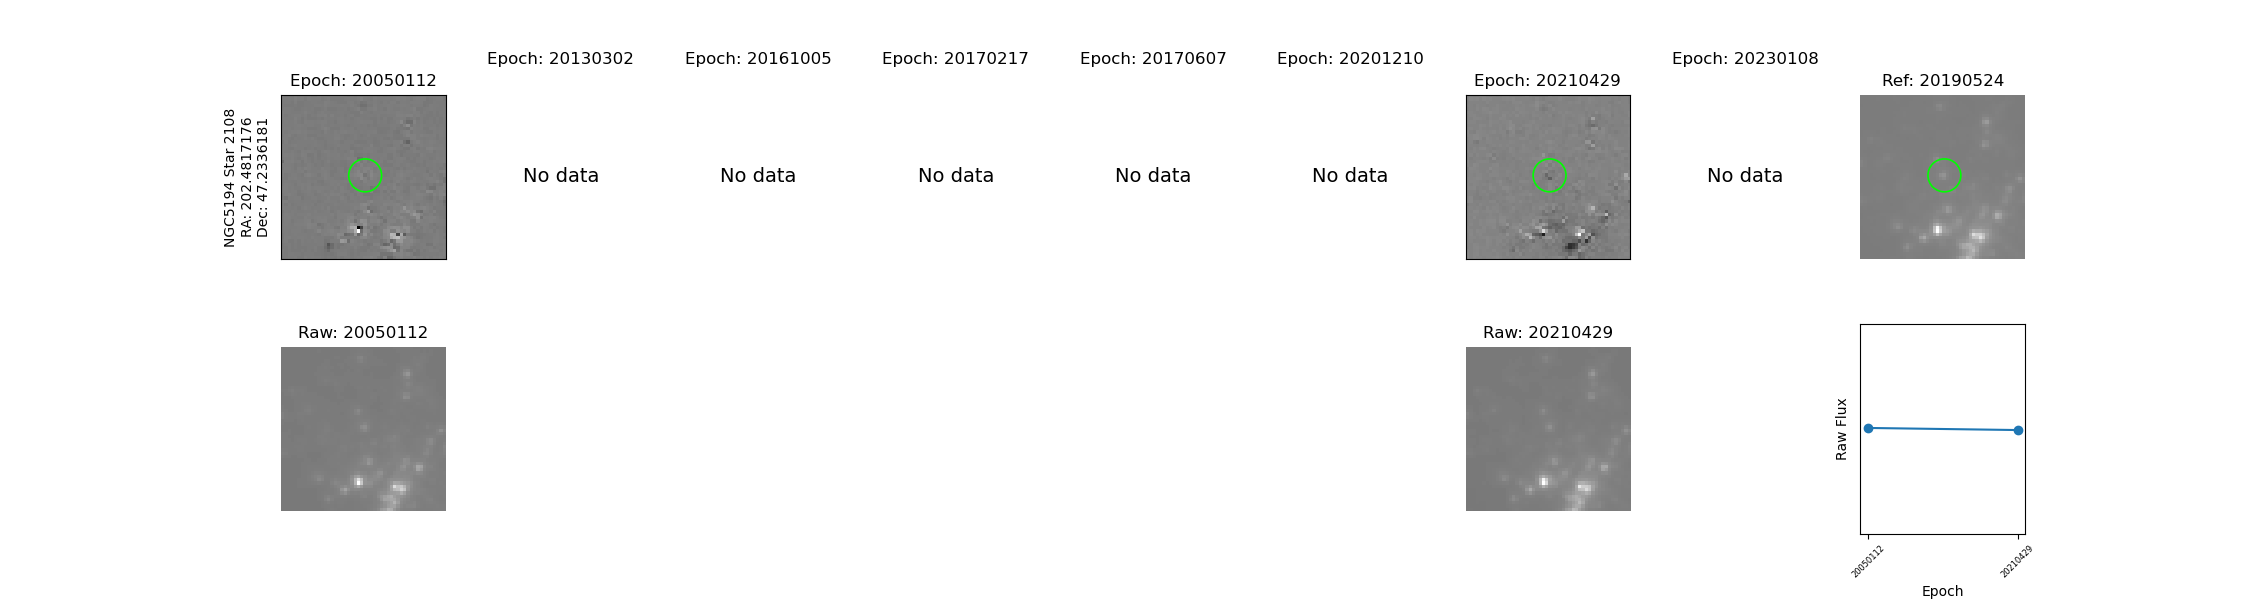 Epoch: 20050112
Epoch: 20130302
Epoch: 20161005
Epoch: 20170217
Epoch: 20170607
Epoch: 20201210
Epoch: 20210429
Epoch: 20230108
Ref: 20190524
NGC5194 Star 2108
RA: 202.4817176
Dec: 47.2336181
No data
No data
No data
No data
No data
No data
Raw: 20050112
Raw: 20210429
Raw Flux
20050112
20210429
Epoch